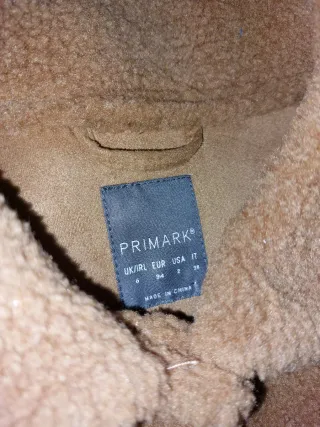 PRIMARK®
UK/IRL EUR USA IT
6 34 2 38
MADE IN CHINA